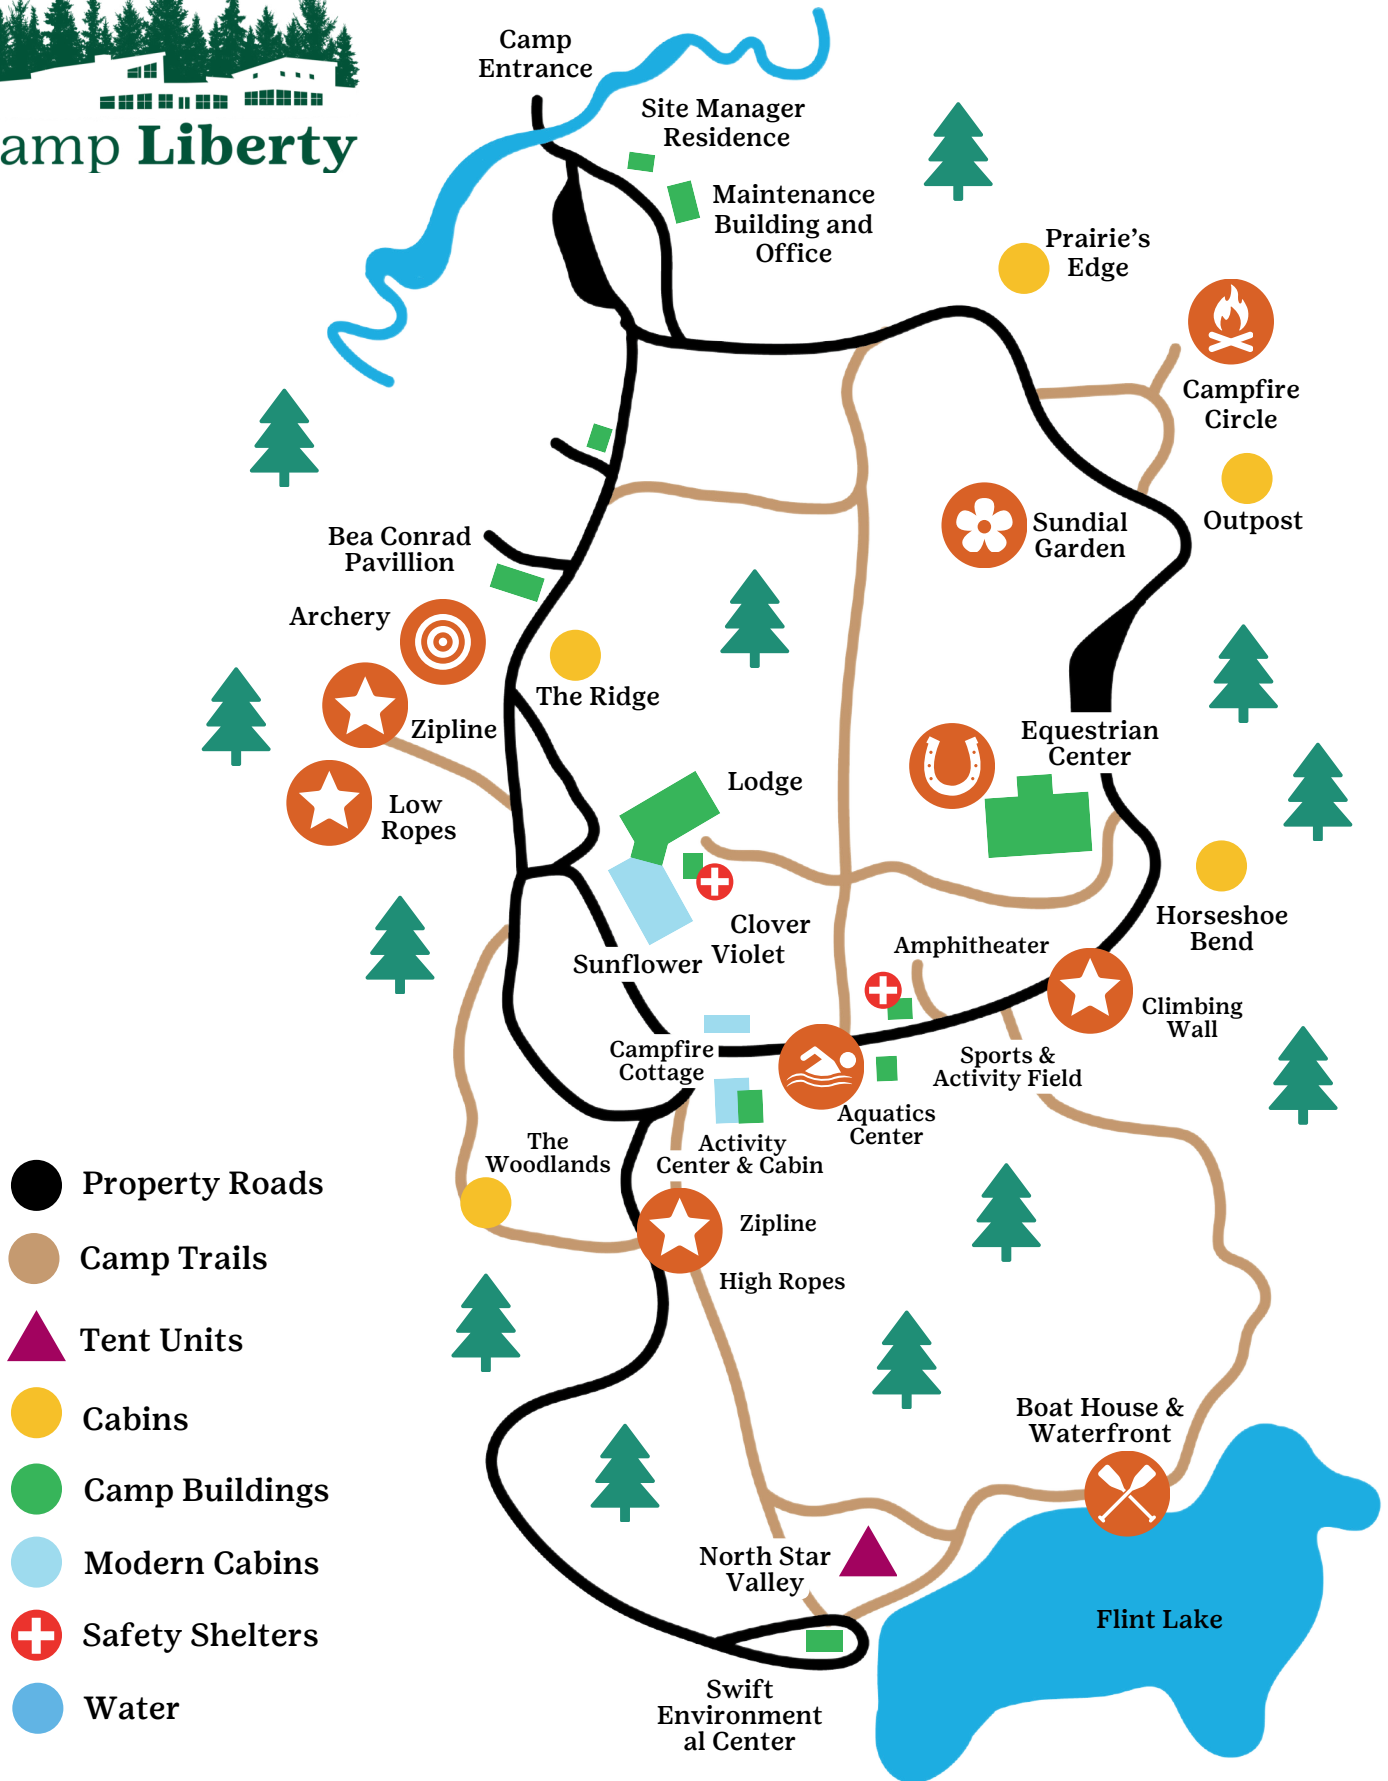 amp Liberty
Camp
Entrance
Site Manager
Residence
Maintenance
Building and
Office
Prairie's
Edge
Campfire
Circle
Outpost
Sundial
Garden
Bea Conrad
Pavillion
Archery
The Ridge
Zipline
Low
Ropes
Lodge
Equestrian
Center
Clover
Violet
Sunflower
Horseshoe
Bend
Amphitheater
Climbing
Wall
Campfire
Cottage
Sports &
Activity Field
Aquatics
Center
Activity
Center & Cabin
The
Woodlands
Zipline
High Ropes
Boat House &
Waterfront
North Star
Valley
Flint Lake
Swift
Environment
al Center
Property Roads
Camp Trails
Tent Units
Cabins
Camp Buildings
Modern Cabins
Safety Shelters
Water